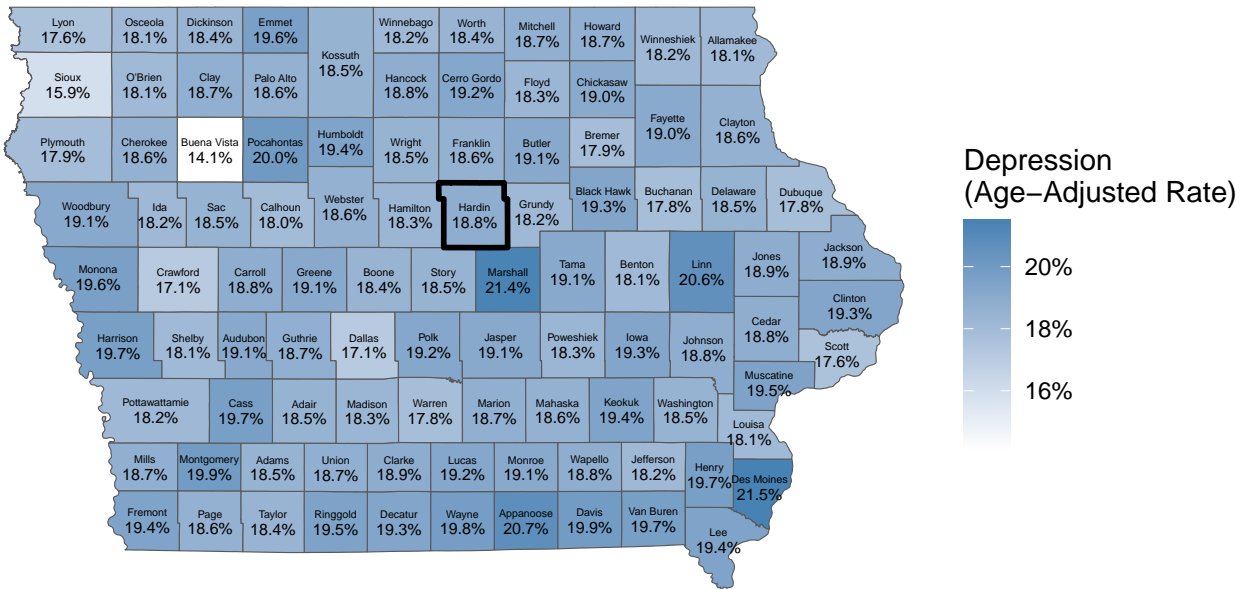 Lyon
17.6%
Osceola
18.1%
Dickinson
18.4%
Emmet
19.6%
Kossuth
18.5%
Winnebago
18.2%
Worth
18.4%
Mitchell
18.7%
Howard
18.7%
Winneshiek
18.2%
Allamakee
18.1%
Sioux
15.9%
O'Brien
18.1%
Clay
18.7%
Palo Alto
18.6%
Hancock
18.8%
Cerro Gordo
19.2%
Floyd
18.3%
Chickasaw
19.0%
Fayette
19.0%
Clayton
18.6%
Plymouth
17.9%
Cherokee
18.6%
Buena Vista
14.1%
Pocahontas
20.0%
Humboldt
19.4%
Wright
18.5%
Franklin
18.6%
Butler
19.1%
Bremer
17.9%
Woodbury
19.1%
Ida
18.2%
Sac
18.5%
Calhoun
18.0%
Webster
18.6%
Hamilton
18.3%
Hardin
18.8%
Grundy
18.2%
Black Hawk
19.3%
Buchanan
17.8%
Delaware
18.5%
Dubuque
17.8%
Monona
19.6%
Crawford
17.1%
Carroll
18.8%
Greene
19.1%
Boone
18.4%
Story
18.5%
Marshall
21.4%
Tama
19.1%
Benton
18.1%
Linn
20.6%
Jones
18.9%
Jackson
18.9%
Clinton
19.3%
Harrison
19.7%
Shelby
18.1%
Audubon
19.1%
Guthrie
18.7%
Dallas
17.1%
Polk
19.2%
Jasper
19.1%
Poweshiek
18.3%
Iowa
19.3%
Johnson
18.8%
Cedar
18.8%
Scott
17.6%
Muscatine
19.5%
Pottawattamie
18.2%
Cass
19.7%
Adair
18.5%
Madison
18.3%
Warren
17.8%
Marion
18.7%
Mahaska
18.6%
Keokuk
19.4%
Washington
18.5%
Louisa
18.1%
Mills
18.7%
Montgomery
19.9%
Adams
18.5%
Union
18.7%
Clarke
18.9%
Lucas
19.2%
Monroe
19.1%
Wapello
18.8%
Jefferson
18.2%
Henry
19.7%
Des Moines
21.5%
Fremont
19.4%
Page
18.6%
Taylor
18.4%
Ringgold
19.5%
Decatur
19.3%
Wayne
19.8%
Appanoose
20.7%
Davis
19.9%
Van Buren
19.7%
Lee
19.4%
Depression
(Age−Adjusted Rate)
20%
18%
16%